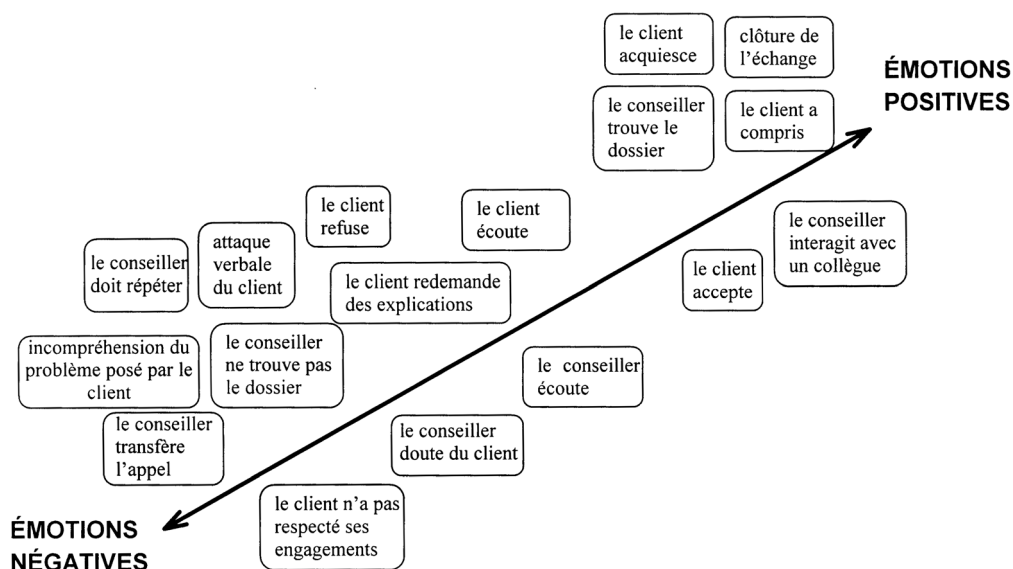 le client
acquiesce
clôture de
l'échange
ÉMOTIONS
POSITIVES
le conseiller
trouve le
dossier
le client a
compris
le client
refuse
le client
écoute
le conseiller
interagit avec
un collègue
attaque
verbale
du client
le conseiller
doit répéter
le client redemande
des explications
le client
accepte
incompréhension du
problème posé par le
client
le conseiller
ne trouve pas
le dossier
le conseiller
écoute
le conseiller
transfère
l'appel
le conseiller
doute du client
le client n'a pas
respecté ses
engagements
ÉMOTIONS
NÉGATIVES